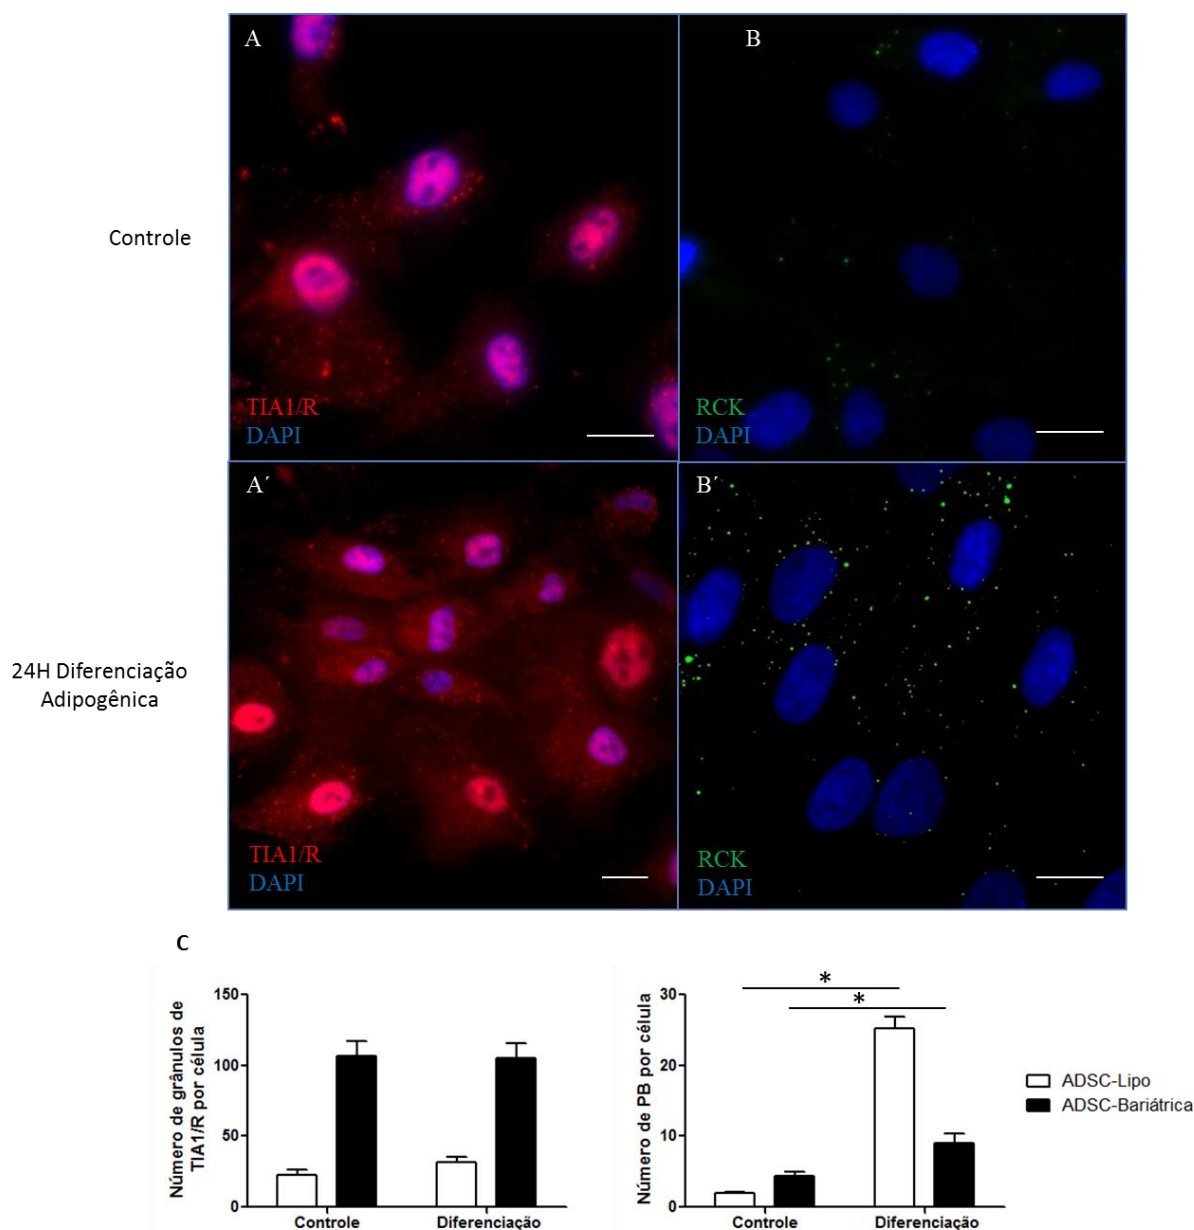 A
B
Controle
TIA1/R
DAPI
RCK
DAPI
A´
B´
24H Diferenciação
Adipogênica
TIA1/R
DAPI
RCK
DAPI
C
Número de grânulos de
TIA1/R por célula
150
100
50
0
Controle
Diferenciação
Número de PB por célula
30
20
10
0
*
*
Controle
Diferenciação
ADSC-Lipo
ADSC-Bariátrica